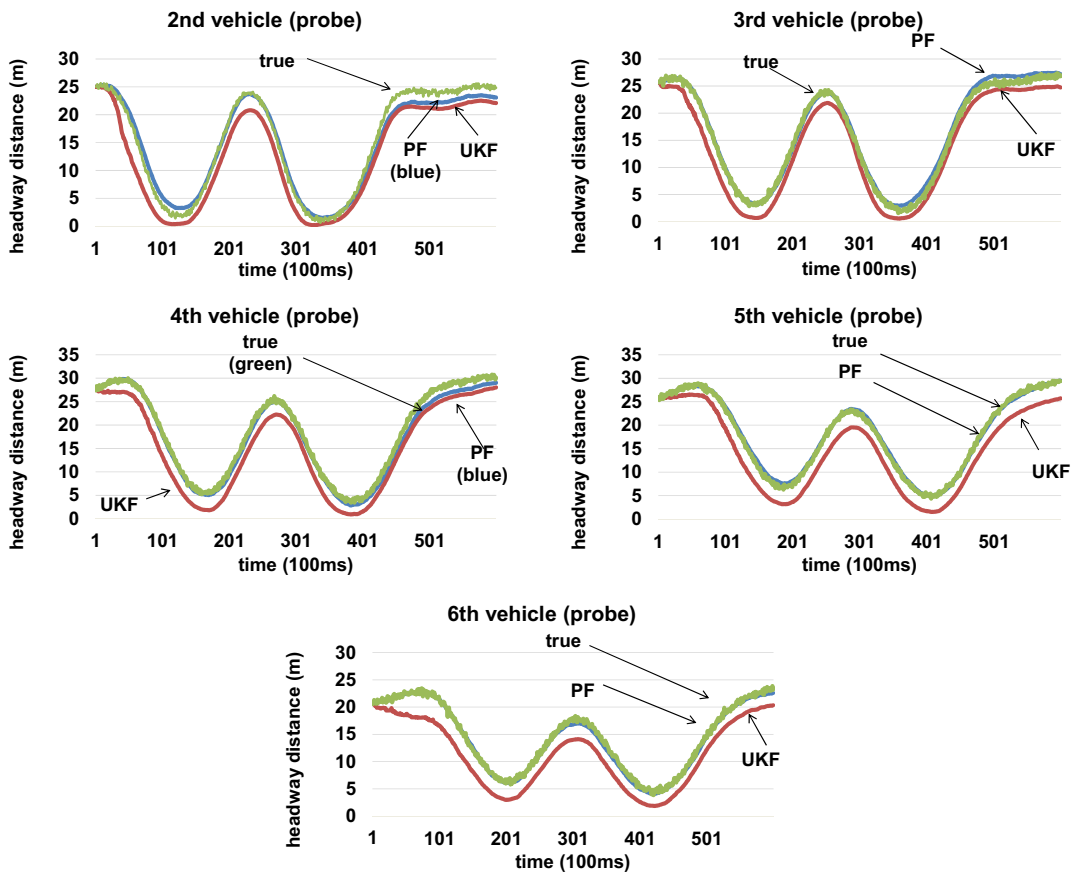 2nd vehicle (probe)
headway distance (m)
30
25
20
15
10
5
0
true
PF
(blue)
UKF
1 101 201 301 401 501
time (100ms)
3rd vehicle (probe)
headway distance (m)
30
25
20
15
10
5
0
PF
true
UKF
1 101 201 301 401 501
time (100ms)
4th vehicle (probe)
headway distance (m)
35
30
25
20
15
10
5
0
true
(green)
PF
(blue)
UKF
1 101 201 301 401 501
time (100ms)
5th vehicle (probe)
headway distance (m)
35
30
25
20
15
10
5
0
true
PF
UKF
1 101 201 301 401 501
time (100ms)
6th vehicle (probe)
headway distance (m)
30
25
20
15
10
5
0
true
PF
UKF
1 101 201 301 401 501
time (100ms)